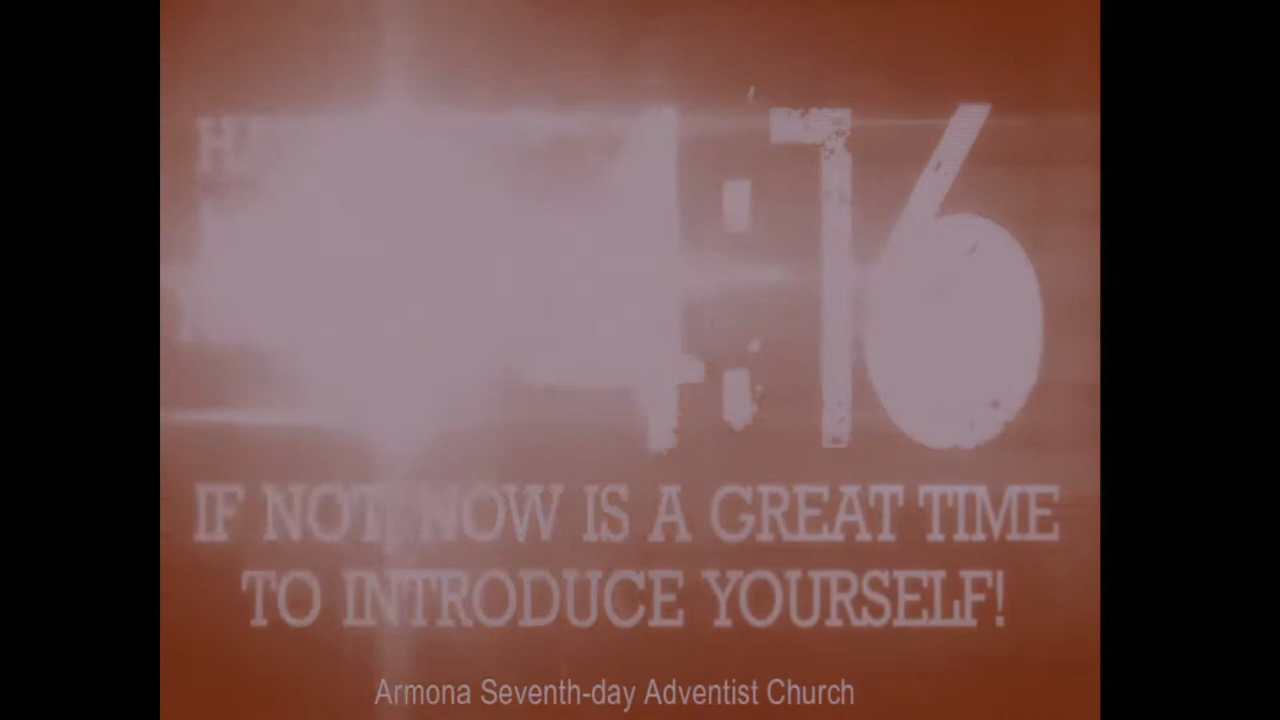 :16
IF NOT, NOW IS A GREAT TIME
TO INTRODUCE YOURSELF!
Armona Seventh-day Adventist Church